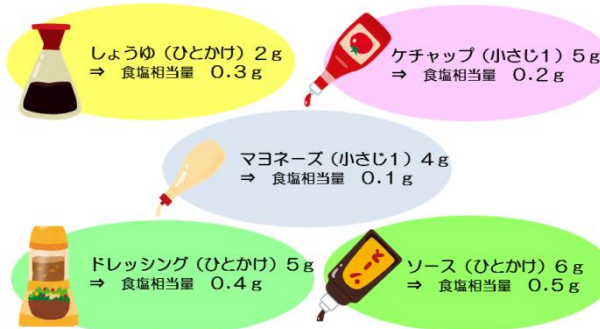 しょうゆ（ひとかけ）２ｇ
⇒ 食塩相当量 ０.３ｇ
ケチャップ（小さじ１）５ｇ
⇒ 食塩相当量 ０.２ｇ
マヨネーズ（小さじ１）４ｇ
⇒ 食塩相当量 ０.１ｇ
ドレッシング（ひとかけ）５ｇ
⇒ 食塩相当量 ０.４ｇ
ソース
ソース（ひとかけ）６ｇ
⇒ 食塩相当量 ０.５ｇ